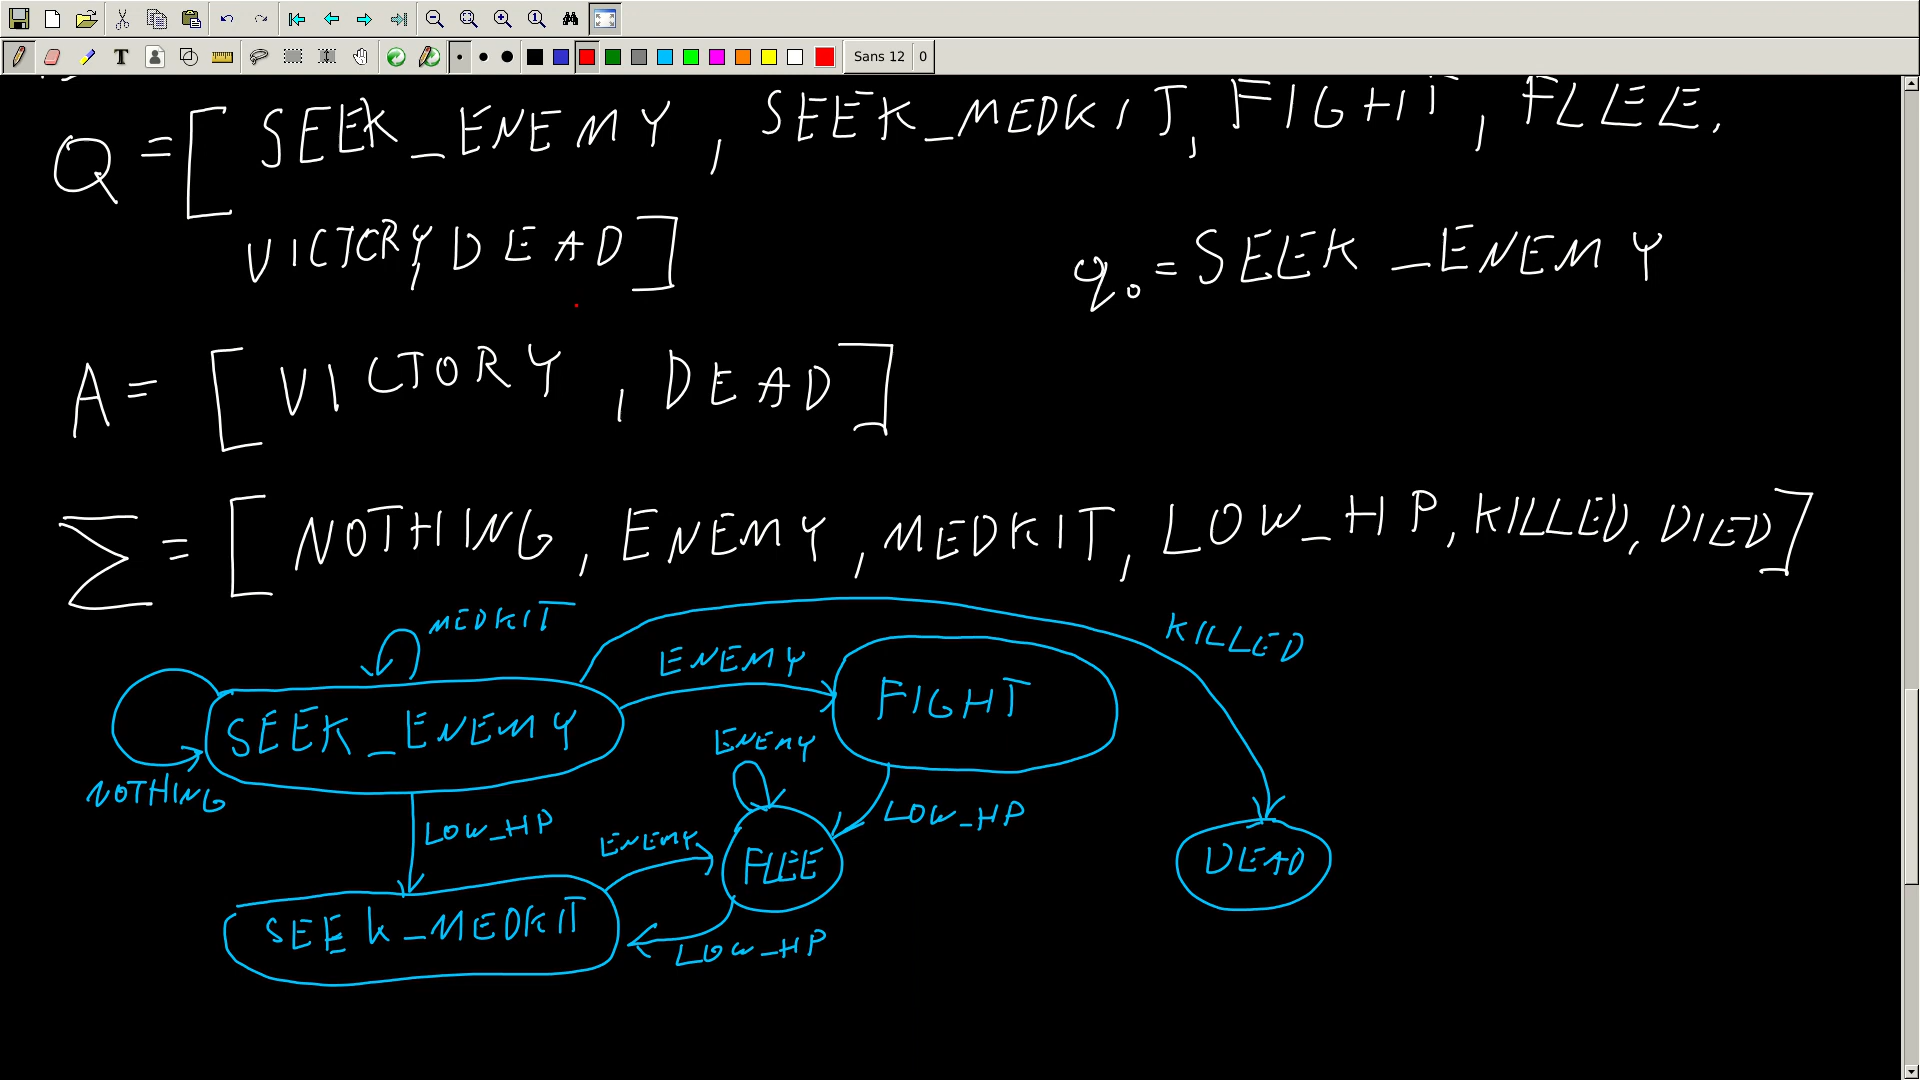 Sans 12 0
Q = [ SEEK_ENEMY, SEEK_MEDKIT, FIGHT, FLEE,
VICTORY, DEAD]
q0 = SEEK_ENEMY
A = [ VICTORY, DEAD]
Σ = [ NOTHING, ENEMY, MEDKIT, LOW_HP, KILLED, DIED]
MEDKIT
KILLED
ENEMY
FIGHT
SEEK_ENEMY
ENEMY
NOTHING
LOW_HP
LOW_HP
ENEMY
FLEE
DEAD
SEEK_MEDKIT
LOW_HP